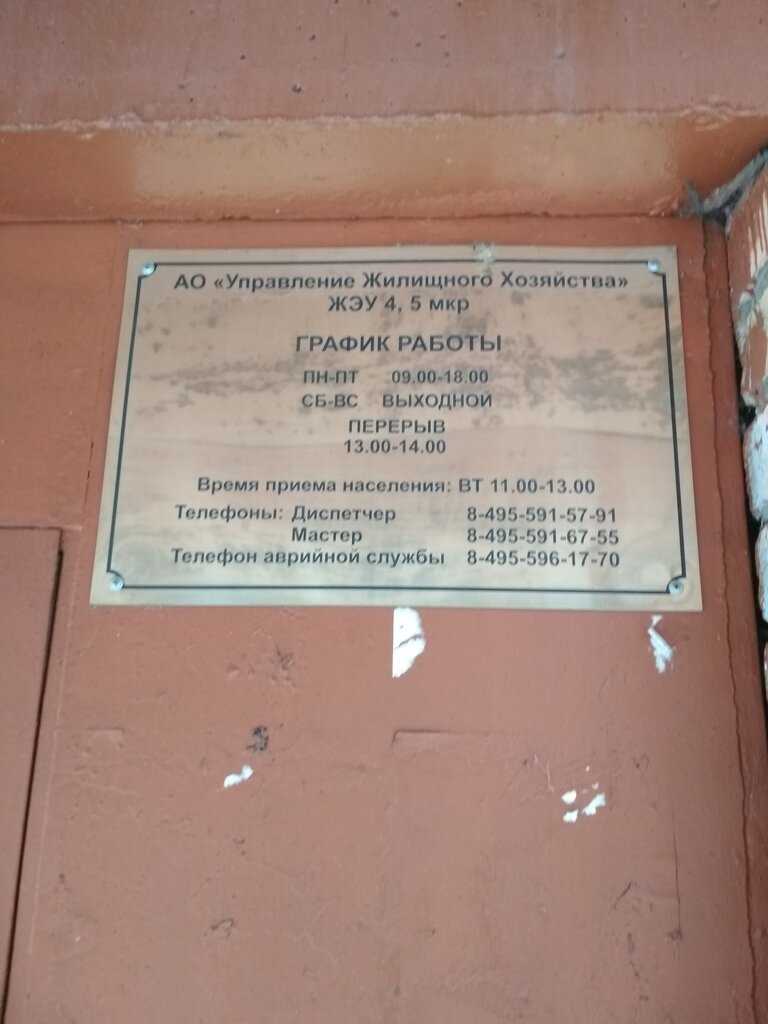 АО «Управление Жилищного Хозяйства»
ЖЭУ 4, 5 мкр
ГРАФИК РАБОТЫ
ПН-ПТ 09.00-18.00
СБ-ВС ВЫХОДНОЙ
ПЕРЕРЫВ
13.00-14.00
Время приема населения: ВТ 11.00-13.00
Телефоны: Диспетчер 8-495-591-57-91
Мастер 8-495-591-67-55
Телефон аврийной службы 8-495-596-17-70